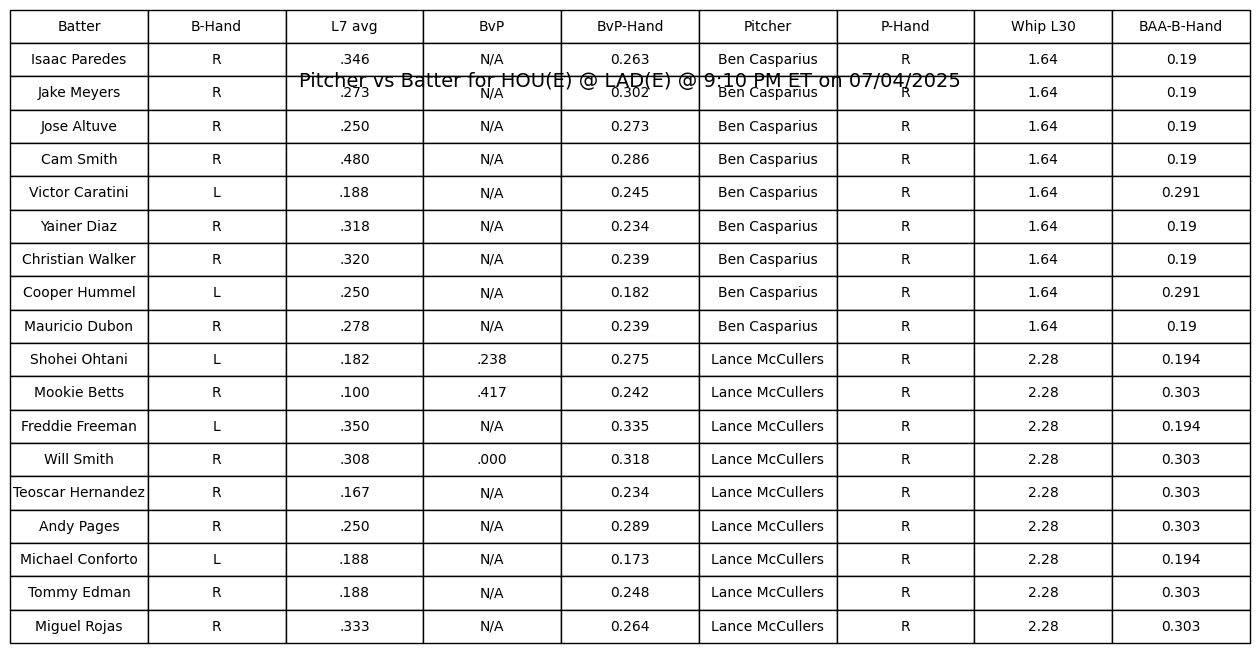 Batter B-Hand L7 avg BvP BvP-Hand Pitcher P-Hand Whip L30 BAA-B-Hand
Isaac Paredes R .346 N/A 0.263 Ben Casparius R 1.64 0.19
Pitcher vs Batter for HOU(E) @ LAD(E) @ 9:10 PM ET on 07/04/2025
Jake Meyers R .273 N/A 0.302 Ben Casparius R 1.64 0.19
Jose Altuve R .250 N/A 0.273 Ben Casparius R 1.64 0.19
Cam Smith R .480 N/A 0.286 Ben Casparius R 1.64 0.19
Victor Caratini L .188 N/A 0.245 Ben Casparius R 1.64 0.291
Yainer Diaz R .318 N/A 0.234 Ben Casparius R 1.64 0.19
Christian Walker R .320 N/A 0.239 Ben Casparius R 1.64 0.19
Cooper Hummel L .250 N/A 0.182 Ben Casparius R 1.64 0.291
Mauricio Dubon R .278 N/A 0.239 Ben Casparius R 1.64 0.19
Shohei Ohtani L .182 .238 0.275 Lance McCullers R 2.28 0.194
Mookie Betts R .100 .417 0.242 Lance McCullers R 2.28 0.303
Freddie Freeman L .350 N/A 0.335 Lance McCullers R 2.28 0.194
Will Smith R .308 .000 0.318 Lance McCullers R 2.28 0.303
Teoscar Hernandez R .167 N/A 0.234 Lance McCullers R 2.28 0.303
Andy Pages R .250 N/A 0.289 Lance McCullers R 2.28 0.303
Michael Conforto L .188 N/A 0.173 Lance McCullers R 2.28 0.194
Tommy Edman R .188 N/A 0.248 Lance McCullers R 2.28 0.303
Miguel Rojas R .333 N/A 0.264 Lance McCullers R 2.28 0.303